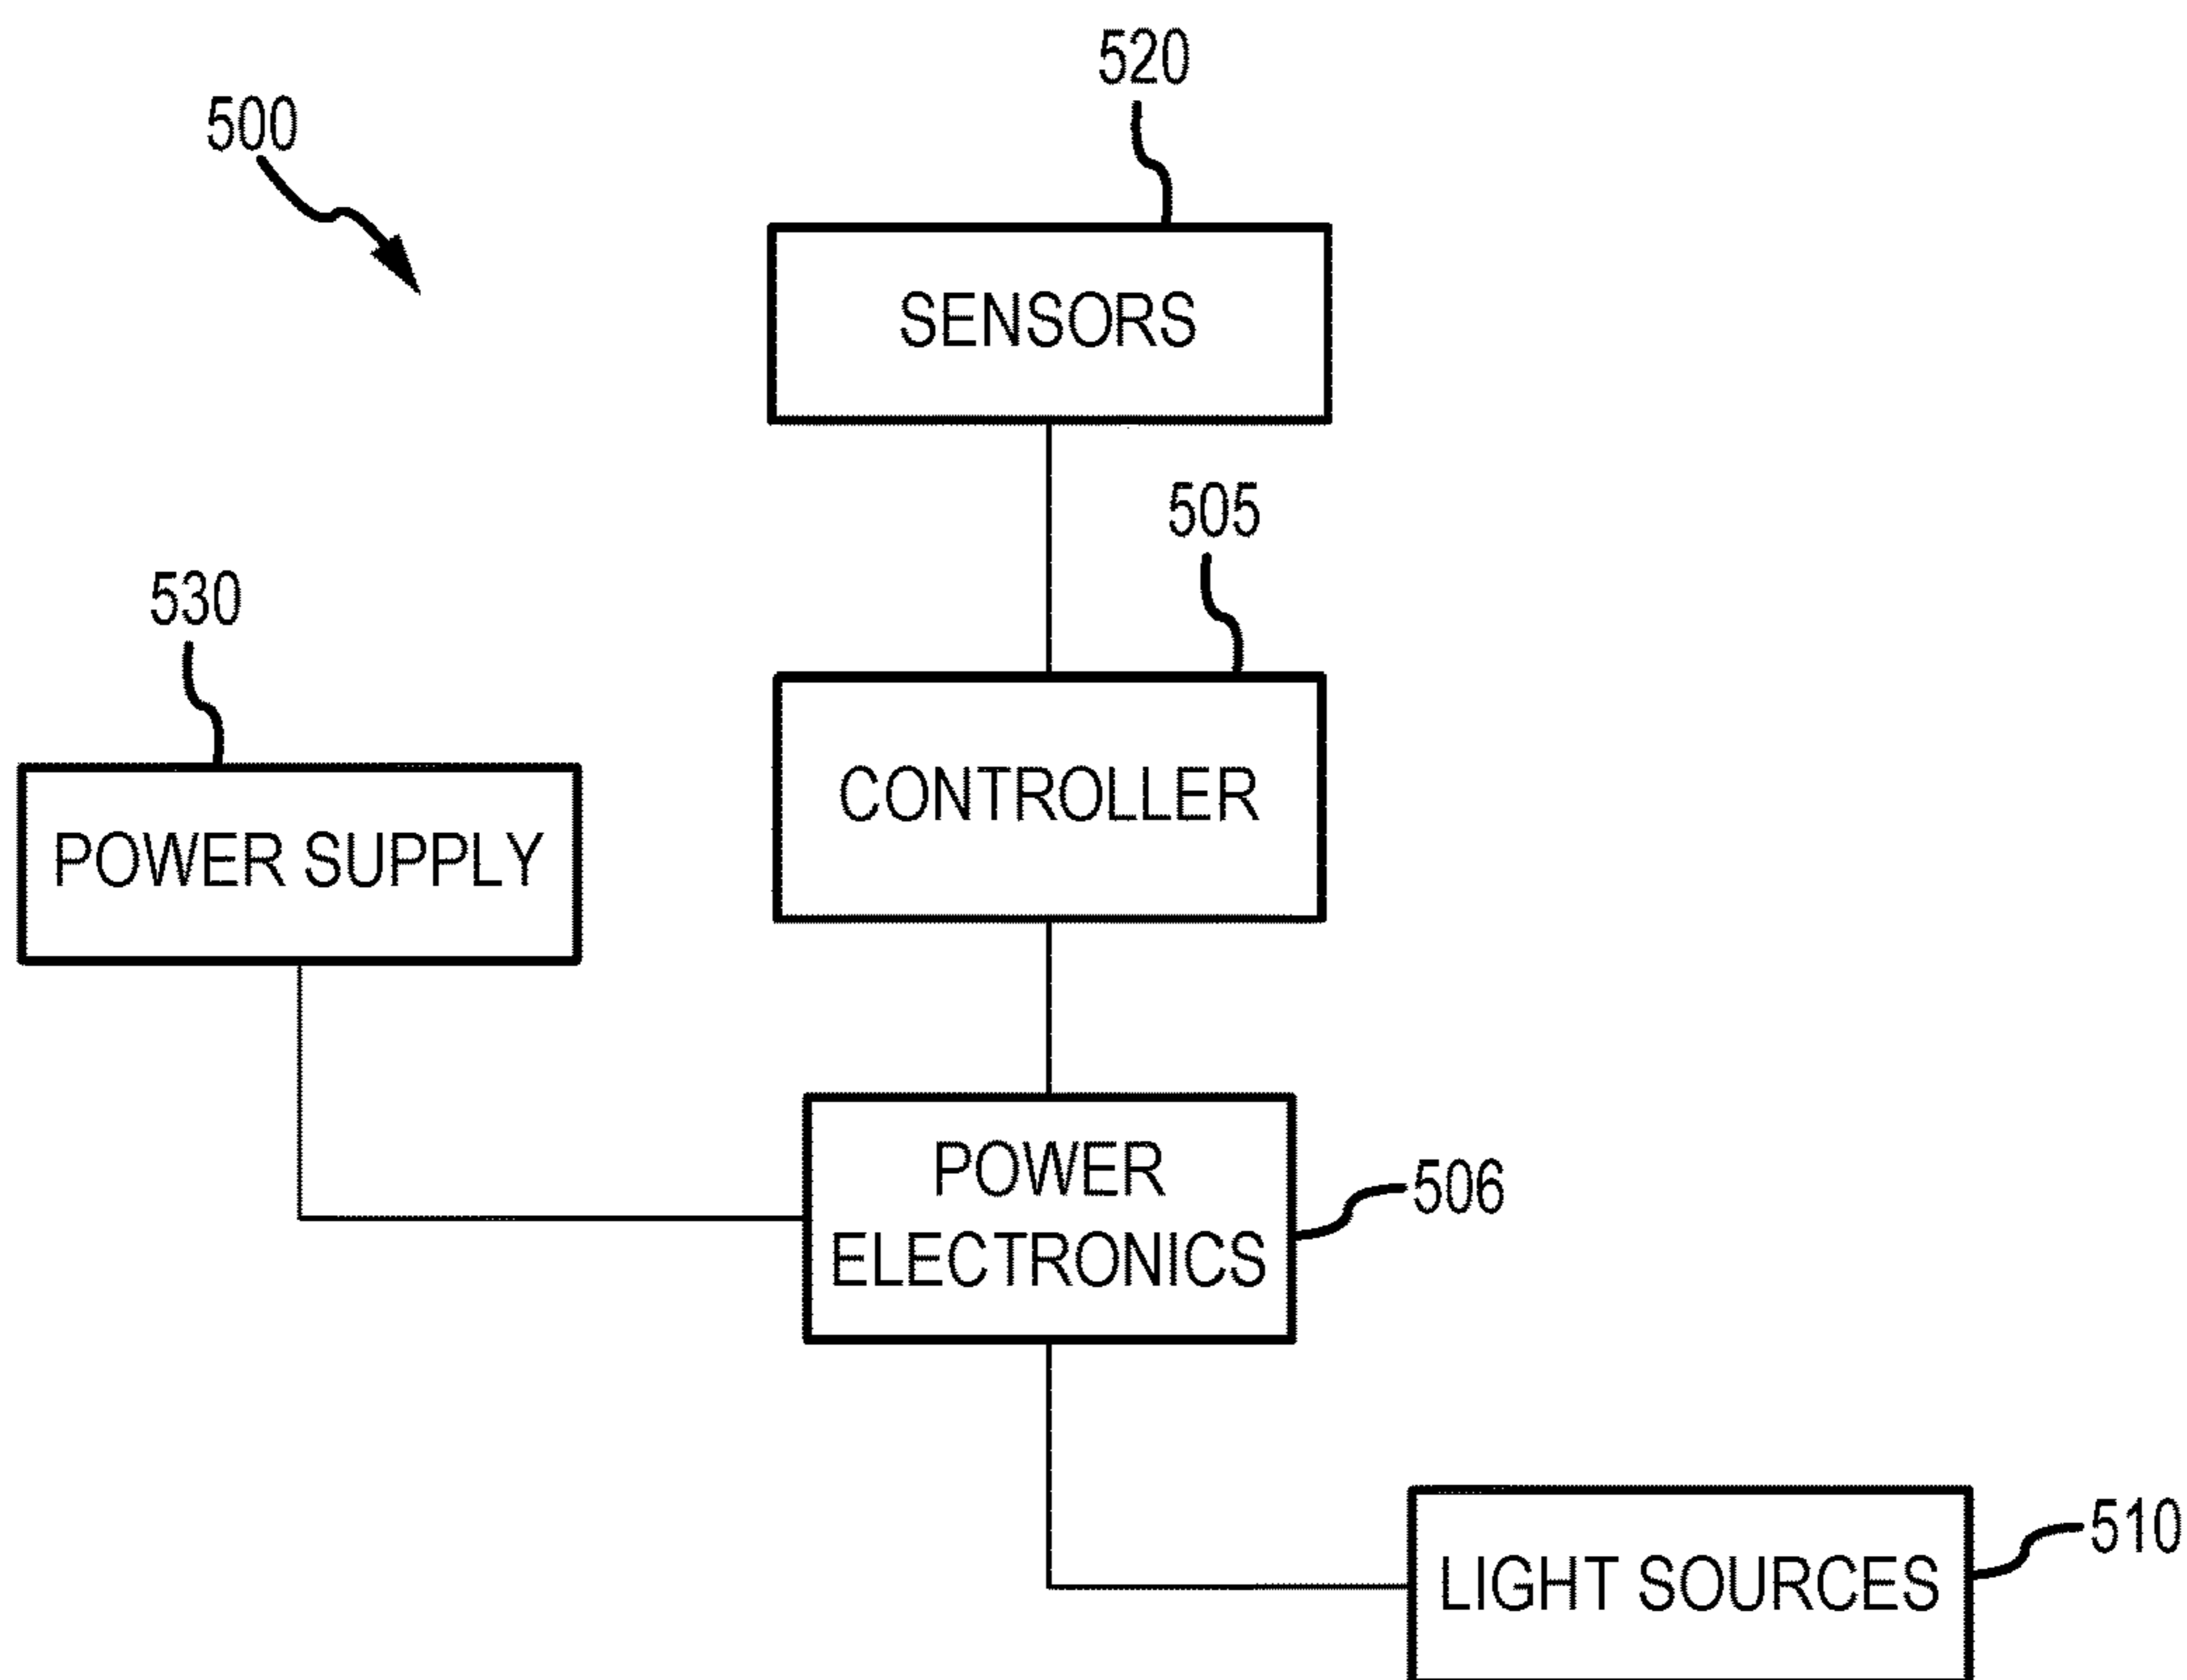 520
500
SENSORS
505
530
CONTROLLER
POWER SUPPLY
POWER
ELECTRONICS
506
510
LIGHT SOURCES